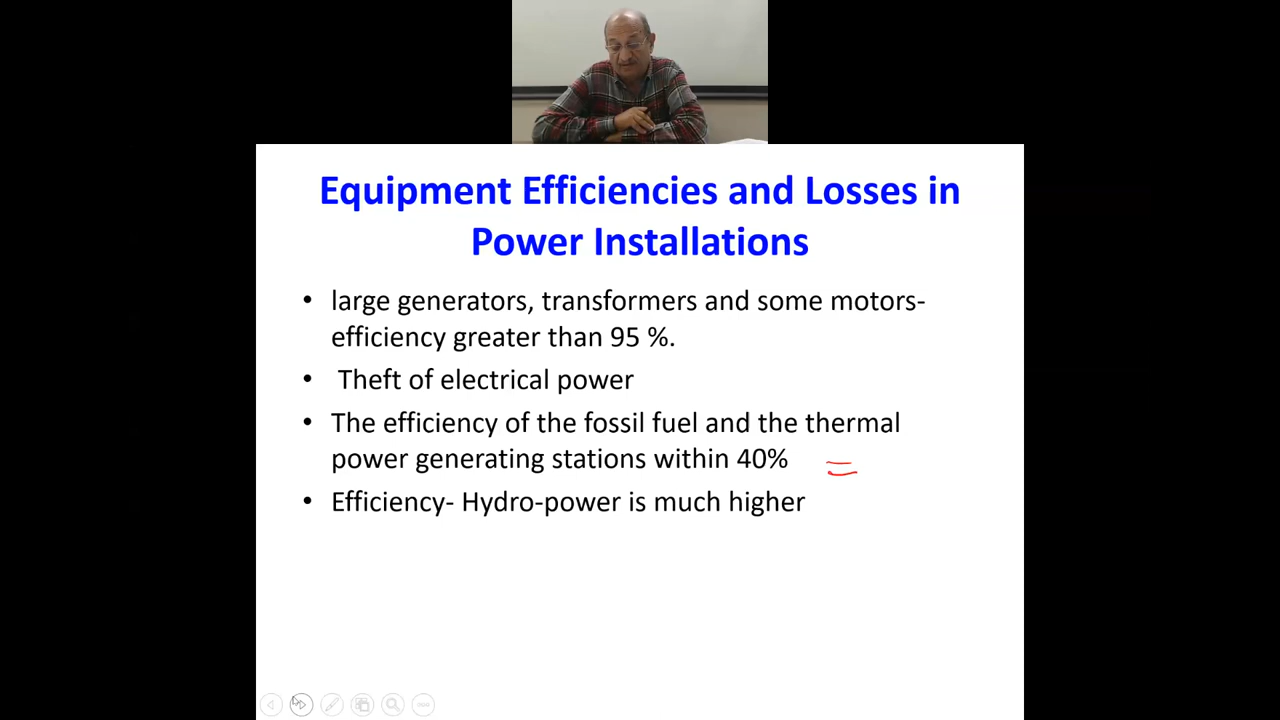 Equipment Efficiencies and Losses in
Power Installations
• large generators, transformers and some motors-
efficiency greater than 95 %.
• Theft of electrical power
• The efficiency of the fossil fuel and the thermal
power generating stations within 40%
• Efficiency- Hydro-power is much higher